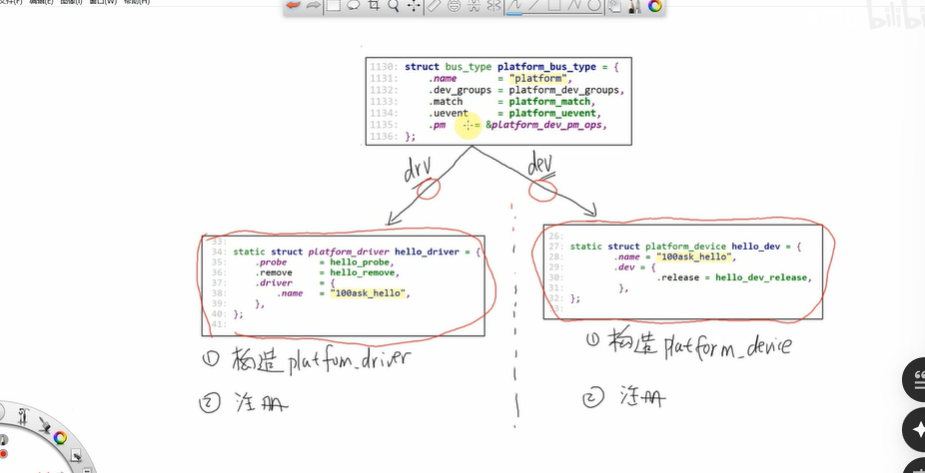 文件(F) 编辑(E) 图像(I) 窗口(W) 帮助(H)
bilibi
1130: struct bus_type platform_bus_type = {
1131: .name = "platform",
1132: .dev_groups = platform_dev_groups,
1133: .match = platform_match,
1134: .uevent = platform_uevent,
1135: .pm = &platform_dev_pm_ops,
1136: };
drv
dev
33:
34: static struct platform_driver hello_driver = {
35: .probe = hello_probe,
36: .remove = hello_remove,
37: .driver = {
38: .name = "100ask_hello",
39: },
40: };
41:
① 构造 platfom_driver
② 注册
26:
27: static struct platform_device hello_dev = {
28: .name = "100ask_hello",
29: .dev = {
30: .release = hello_dev_release,
31: },
32: };
① 构造 platform_device
② 注册